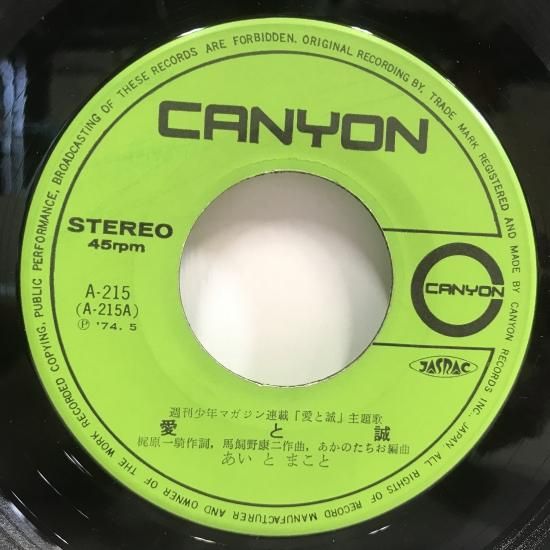 CANYON
STEREO
45rpm
A-215
(A-215A)
Ⓟ '74. 5
CANYON
JASRAC
週刊少年マガジン連載「愛と誠」主題歌
愛と誠
梶原一騎作詞, 馬飼野康二作曲, あかのたちお編曲
あい と まこと
ALL RIGHTS OF RECORD MANUFACTURER AND OWNER OF THE WORK RECORDED COPYING, PUBLIC PERFORMANCE, BROADCASTING OF THESE RECORDS ARE FORBIDDEN. ORIGINAL RECORDING BY, TRADE MARK REGISTERED AND MADE BY CANYON RECORDS INC. JAPAN.